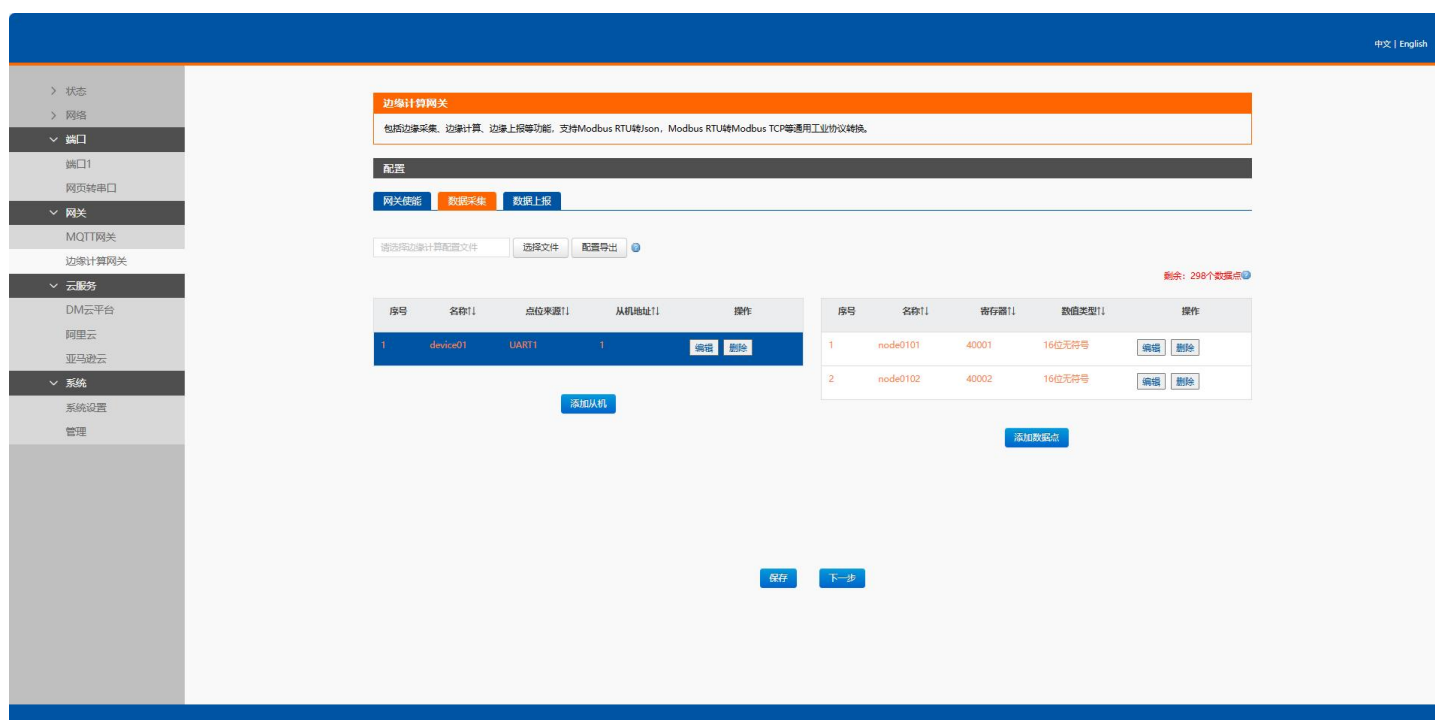 中文 | English
状态
网络
端口
端口1
网页转串口
网关
MQTT网关
边缘计算网关
云服务
DM云平台
阿里云
亚马逊云
系统
系统设置
管理
边缘计算网关
包括边缘采集、边缘计算、边缘上报等功能．支持Modbus RTU转Json，Modbus RTU转Modbus TCP等通用工业协议转换。
配置
网关使能 数据采集 数据上报
请选择边缘计算配置文件 选择文件 配置导出
剩余：298个数据点
序号 名称↑↓ 点位来源↑↓ 从机地址↑↓ 操作
1 device01 UART1 1 编辑 删除
添加从机
序号 名称↑↓ 寄存器↑↓ 数值类型↑↓ 操作
1 node0101 40001 16位无符号 编辑 删除
2 node0102 40002 16位无符号 编辑 删除
添加数据点
保存 下一步